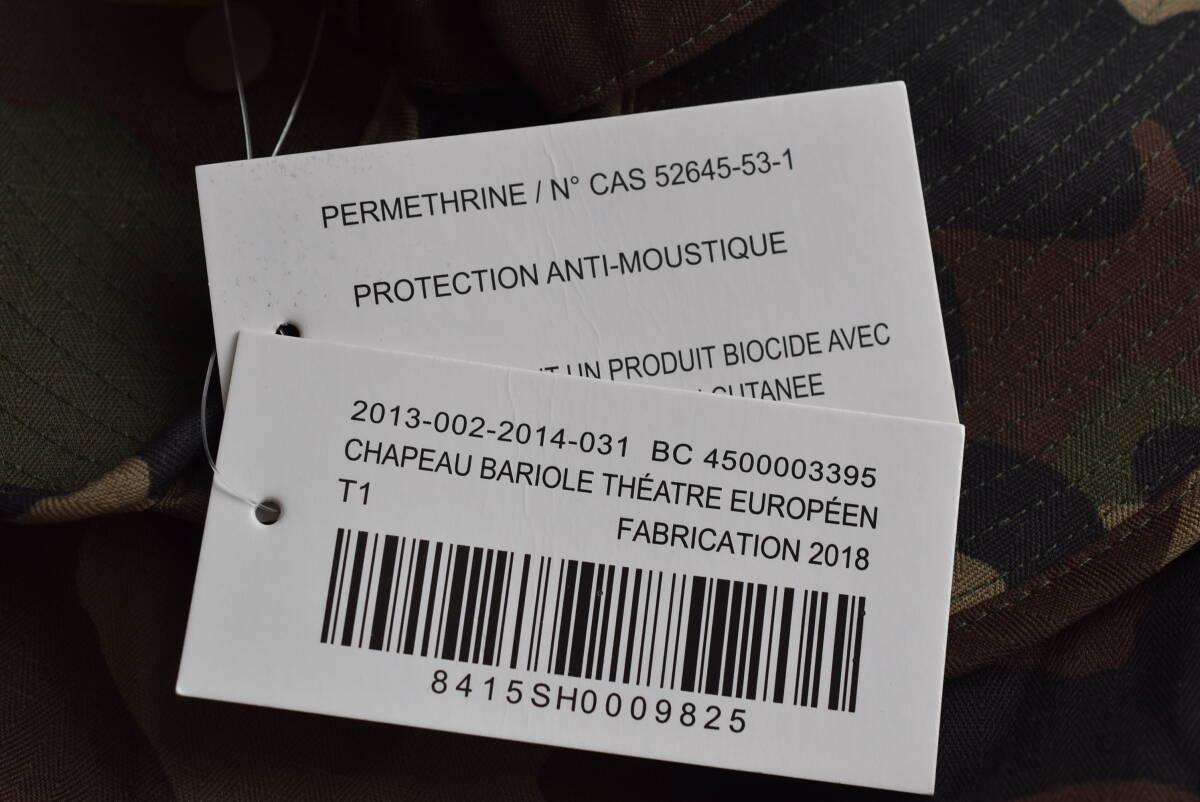 PERMETHRINE / N° CAS 52645-53-1
PROTECTION ANTI-MOUSTIQUE
UN PRODUIT BIOCIDE AVEC
CUTANEE
2013-002-2014-031 BC 4500003395
CHAPEAU BARIOLE THÉATRE EUROPÉEN
T1
FABRICATION 2018
8415SH0009825